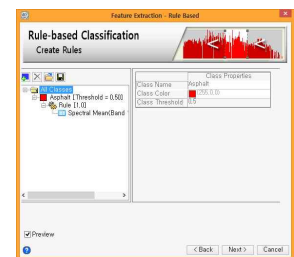 Feature Extraction - Rule Based
Rule-based Classification
Create Rules
All Classes
Asphalt [Threshold = 0,50]
Rule [1,0]
Spectral Mean(Band
Class Properties
Class Name Asphalt
Class Color (255,0,0)
Class Threshold 0,5
Preview
< Back Next > Cancel